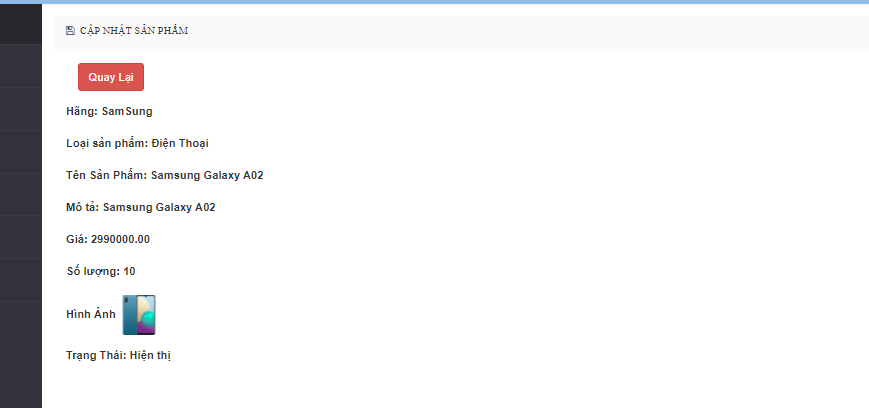 CẬP NHẬT SẢN PHẨM
Quay Lại
Hãng: SamSung
Loại sản phẩm: Điện Thoại
Tên Sản Phẩm: Samsung Galaxy A02
Mô tả: Samsung Galaxy A02
Giá: 2990000.00
Số lượng: 10
Hình Ảnh
Trạng Thái: Hiện thị